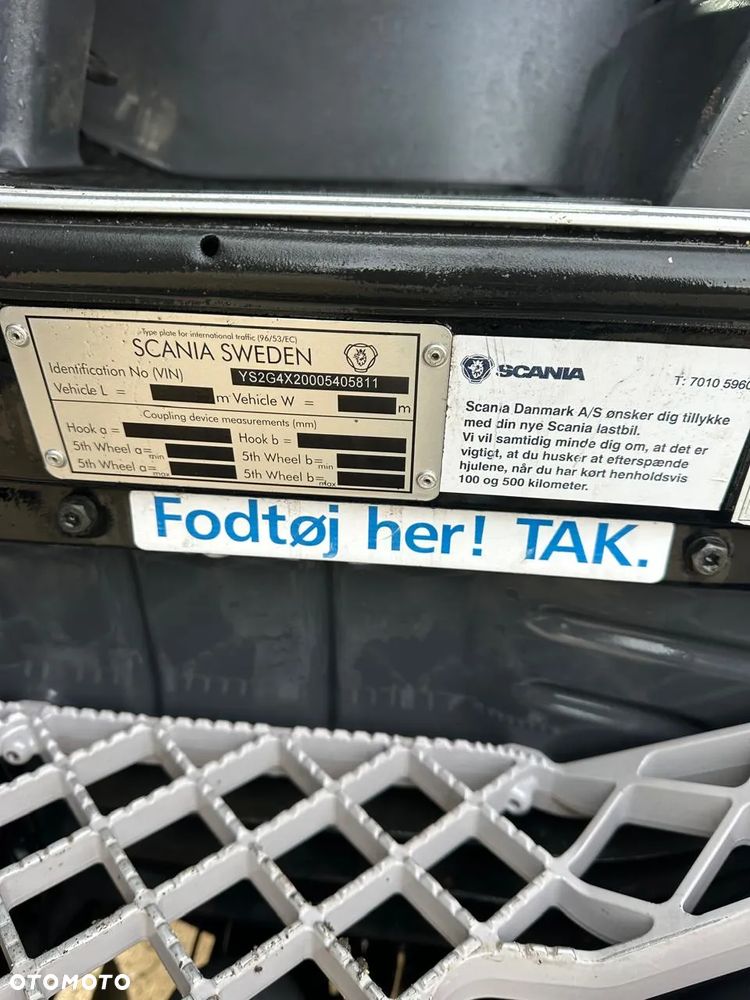 Type plate for international traffic (96/53/EC)
SCANIA SWEDEN
Identification No (VIN) YS2G4X20005405811
Vehicle L = m Vehicle W = m
Coupling device measurements (mm)
Hook a = Hook b =
5th Wheel a= min 5th Wheel b= min
5th Wheel a= max 5th Wheel b= max
SCANIA
T: 7010 5960
Scania Danmark A/S ønsker dig tillykke
med din nye Scania lastbil.
Vi vil samtidig minde dig om, at det er
vigtigt, at du husker at efterspænde
hjulene, når du har kørt henholdsvis
100 og 500 kilometer.
Fodtøj her! TAK.
OTOMOTO